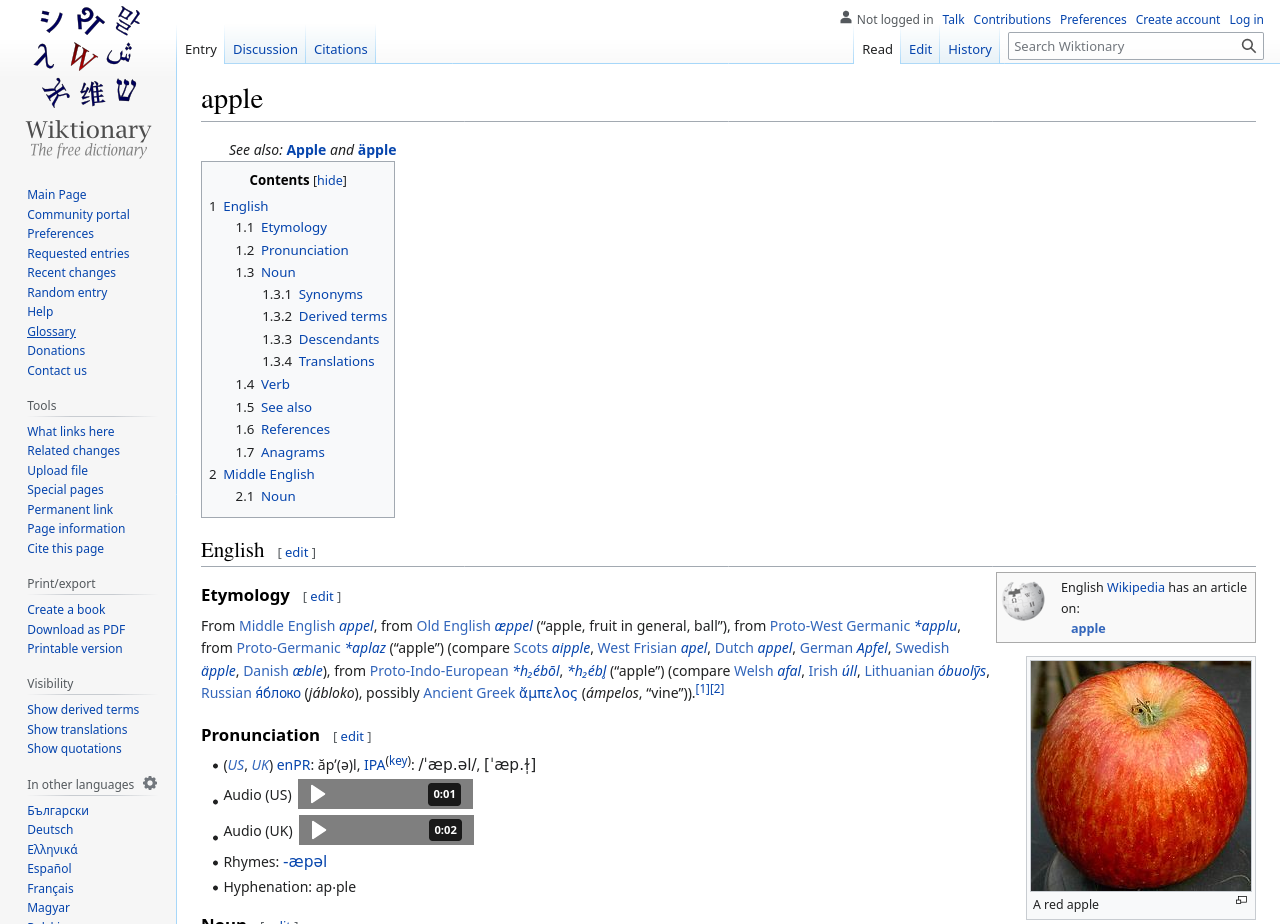 Not logged in Talk Contributions Preferences Create account Log in
Entry Discussion Citations Read Edit History Search Wiktionary
Wiktionary
The free dictionary
Main Page
Community portal
Preferences
Requested entries
Recent changes
Random entry
Help
Glossary
Donations
Contact us
Tools
What links here
Related changes
Upload file
Special pages
Permanent link
Page information
Cite this page
Print/export
Create a book
Download as PDF
Printable version
Visibility
Show derived terms
Show translations
Show quotations
In other languages
Български
Deutsch
Ελληνικά
Español
Français
Magyar
apple
See also: Apple and äpple
Contents [hide]
1 English
1.1 Etymology
1.2 Pronunciation
1.3 Noun
1.3.1 Synonyms
1.3.2 Derived terms
1.3.3 Descendants
1.3.4 Translations
1.4 Verb
1.5 See also
1.6 References
1.7 Anagrams
2 Middle English
2.1 Noun
English [ edit ]
English Wikipedia has an article
on:
apple
Etymology [ edit ]
From Middle English appel, from Old English æppel (“apple, fruit in general, ball”), from Proto-West Germanic *applu,
from Proto-Germanic *aplaz (“apple”) (compare Scots aipple, West Frisian apel, Dutch appel, German Apfel, Swedish
äpple, Danish æble), from Proto-Indo-European *h₂ébōl, *h₂ébl̥ (“apple”) (compare Welsh afal, Irish úll, Lithuanian óbuolỹs,
Russian я́блоко (jábloko), possibly Ancient Greek ἄμπελος (ámpelos, “vine”)).[1][2]
A red apple
Pronunciation [ edit ]
• (US, UK) enPR: ăpʹ(ə)l, IPA(key): /ˈæp.əl/, [ˈæp.ɫ̩]
• Audio (US) 0:01
• Audio (UK) 0:02
• Rhymes: -æpəl
• Hyphenation: ap‧ple
Noun [ edit ]